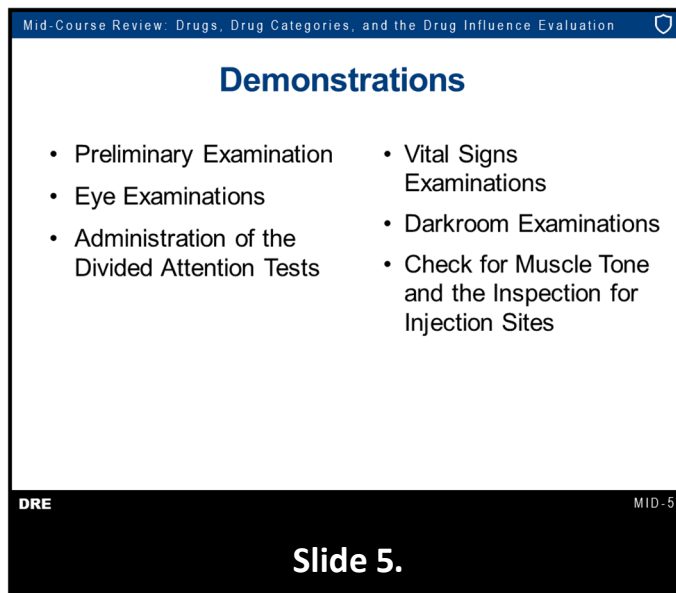 Mid-Course Review: Drugs, Drug Categories, and the Drug Influence Evaluation
Demonstrations
• Preliminary Examination
• Eye Examinations
• Administration of the
Divided Attention Tests
• Vital Signs
Examinations
• Darkroom Examinations
• Check for Muscle Tone
and the Inspection for
Injection Sites
DRE
MID-5
Slide 5.